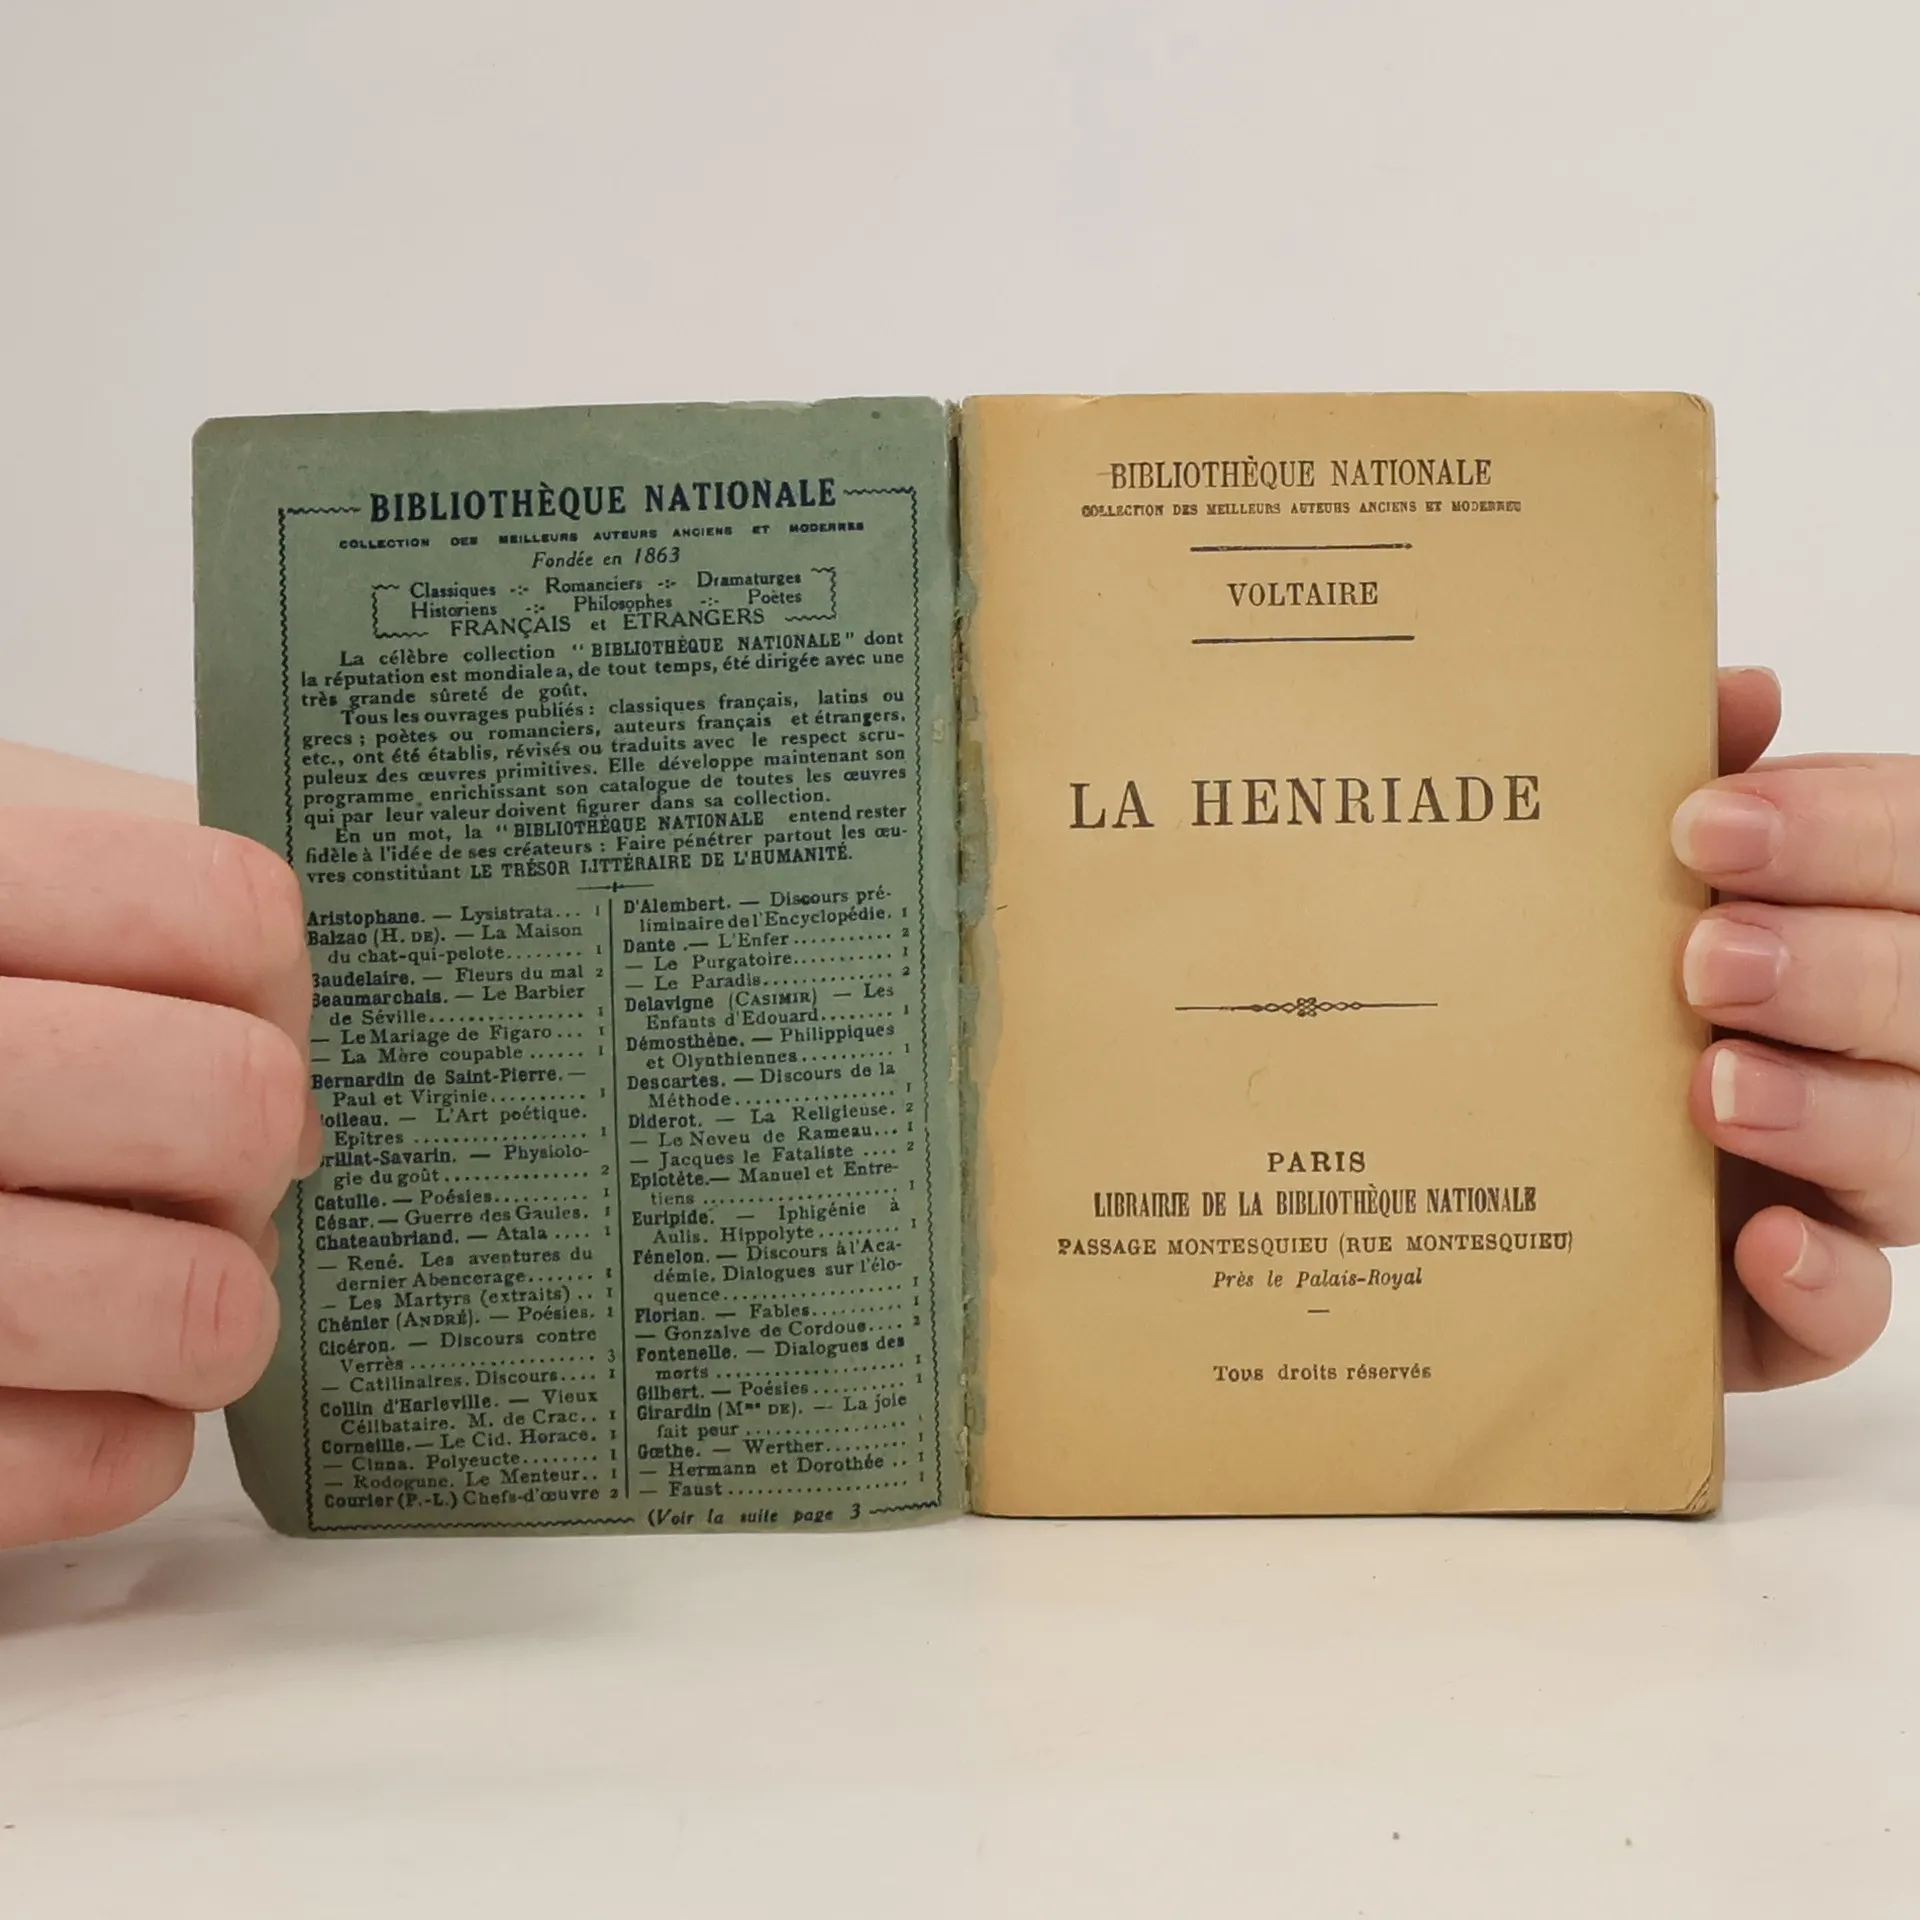 BIBLIOTHÈQUE NATIONALE
COLLECTION DES MEILLEURS AUTEURS ANCIENS ET MODERNES
Fondée en 1863
Classiques -:- Romanciers -:- Dramaturges
Historiens -:- Philosophes -:- Poètes
FRANÇAIS et ÉTRANGERS
La célèbre collection "BIBLIOTHÈQUE NATIONALE" dont
la réputation est mondiale a, de tout temps, été dirigée avec une
très grande sûreté de goût.
Tous les ouvrages publiés : classiques français, latins ou
grecs ; poètes ou romanciers, auteurs français et étrangers,
etc., ont été établis, révisés ou traduits avec le respect scru-
puleux des œuvres primitives. Elle développe maintenant son
programme enrichissant son catalogue de toutes les œuvres
qui par leur valeur doivent figurer dans sa collection.
En un mot, la "BIBLIOTHÈQUE NATIONALE entend rester
fidèle à l'idée de ses créateurs : Faire pénétrer partout les œu-
vres constituant LE TRÉSOR LITTÉRAIRE DE L'HUMANITÉ.
Aristophane. — Lysistrata... 1
Balzac (H. DE). — La Maison
du chat-qui-pelote........ 1
Baudelaire. — Fleurs du mal 2
Beaumarchais. — Le Barbier
de Séville................ 1
— Le Mariage de Figaro... 1
— La Mère coupable ...... 1
Bernardin de Saint-Pierre. —
Paul et Virginie.......... 1
oileau. — L'Art poétique.
Epîtres .................. 1
rillat-Savarin. — Physiolo-
gie du goût............... 2
Catulle. — Poésies.......... 1
César. — Guerre des Gaules. 1
Chateaubriand. — Atala .... 1
— René. Les aventures du
dernier Abencerage....... 1
— Les Martyrs (extraits) .. 1
Chénier (ANDRÉ). — Poésies. 1
Cicéron. — Discours contre
Verrès ................... 3
— Catilinaires. Discours.... 1
Collin d'Harleville. — Vieux
Célibataire. M. de Crac.. 1
Corneille. — Le Cid. Horace. 1
— Cinna. Polyeucte........ 1
— Rodogune. Le Menteur.. 1
Courier (P.-L.) Chefs-d'œuvre 2
D'Alembert. — Discours pré-
liminaire de l'Encyclopédie. 1
Dante .— L'Enfer........... 2
— Le Purgatoire........... 1
— Le Paradis.............. 2
Delavigne (CASIMIR) — Les
Enfants d'Edouard........ 1
Démosthène. — Philippiques
et Olynthiennes.......... 1
Descartes. — Discours de la
Méthode.................. 1
Diderot. — La Religieuse. 2
— Le Neveu de Rameau... 1
— Jacques le Fataliste .... 2
Epictète. — Manuel et Entre-
tiens .................... 1
Euripide. — Iphigénie à
Aulis. Hippolyte......... 1
Fénelon. — Discours à l'Aca-
démie. Dialogues sur l'élo-
quence................... 1
Florian. — Fables.......... 1
— Gonzalve de Cordoue.... 2
Fontenelle. — Dialogues des
morts .................... 1
Gilbert. — Poésies.......... 1
Girardin (Mme DE). — La joie
fait peur ................ 1
Gœthe. — Werther......... 1
— Hermann et Dorothée .. 1
— Faust.................. 1
(Voir la suite page 3
BIBLIOTHÈQUE NATIONALE
COLLECTION DES MEILLEURS AUTEURS ANCIENS ET MODERNES
VOLTAIRE
LA HENRIADE
PARIS
LIBRAIRIE DE LA BIBLIOTHÈQUE NATIONALE
PASSAGE MONTESQUIEU (RUE MONTESQUIEU)
Près le Palais-Royal
Tous droits réservés